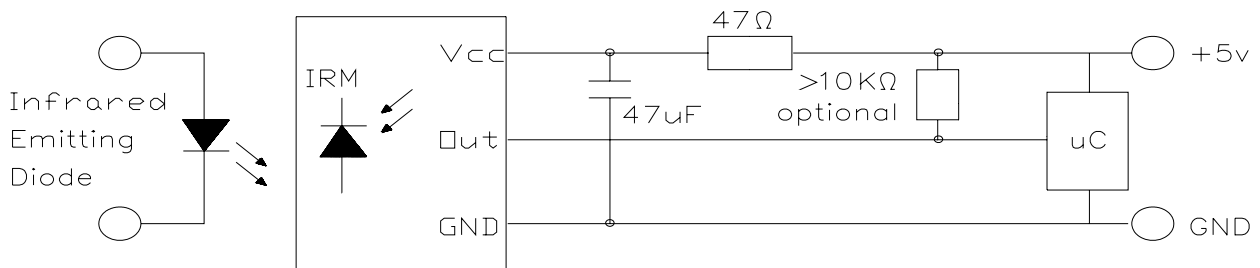 Infrared
Emitting
Diode
IRM
Vcc
Out
GND
47uF
47Ω
>10KΩ
optional
uC
+5v
GND